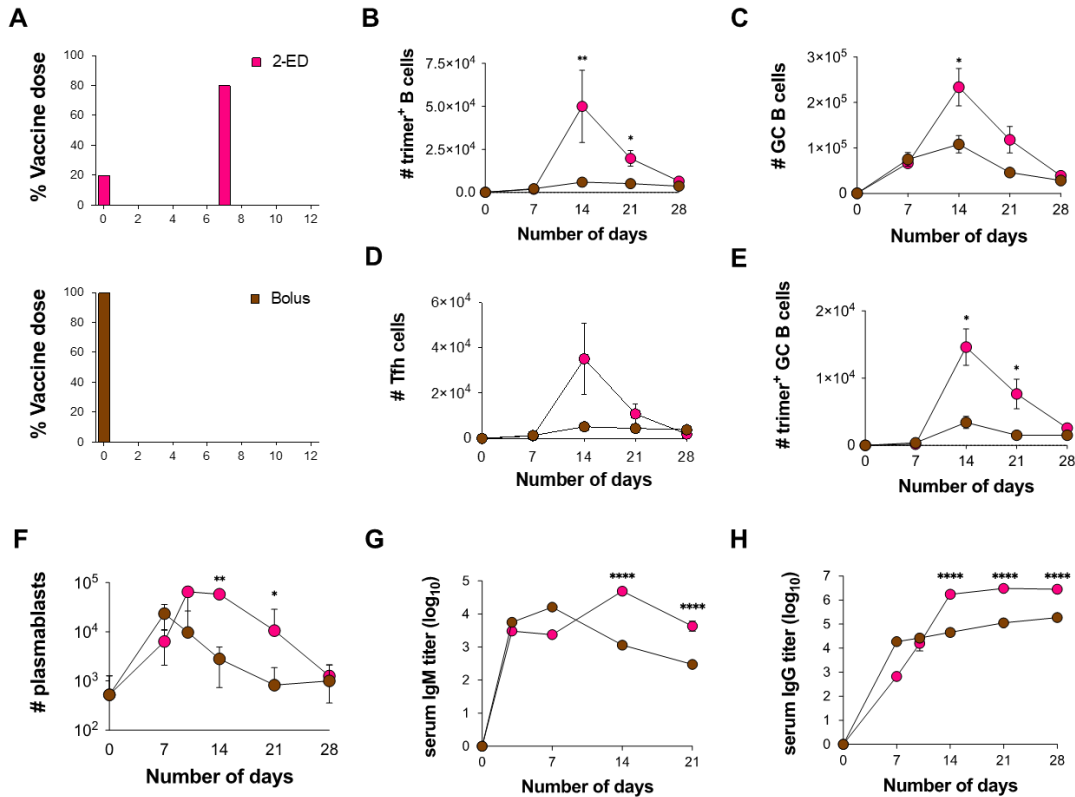 A
% Vaccine dose
100
80
60
40
20
0
0 2 4 6 8 10 12
2-ED
% Vaccine dose
100
80
60
40
20
0
0 2 4 6 8 10 12
Bolus
B
# trimer⁺ B cells
7.5×10⁴
5.0×10⁴
2.5×10⁴
0.0
** *
0 7 14 21 28
Number of days
C
# GC B cells
3×10⁵
2×10⁵
1×10⁵
0
*
0 7 14 21 28
Number of days
D
# Tfh cells
6×10⁴
4×10⁴
2×10⁴
0
0 7 14 21 28
Number of days
E
# trimer⁺ GC B cells
2×10⁴
1×10⁴
0
* *
0 7 14 21 28
Number of days
F
# plasmablasts
10⁵
10⁴
10³
10²
** *
0 7 14 21 28
Number of days
G
serum IgM titer (log₁₀)
5
4
3
2
1
0
**** ****
0 7 14 21
Number of days
H
serum IgG titer (log₁₀)
7
6
5
4
3
2
1
0
**** **** ****
0 7 14 21 28
Number of days